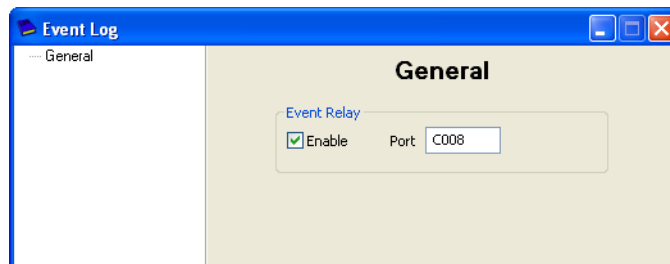 Event Log
General
General
Event Relay
Enable Port C008